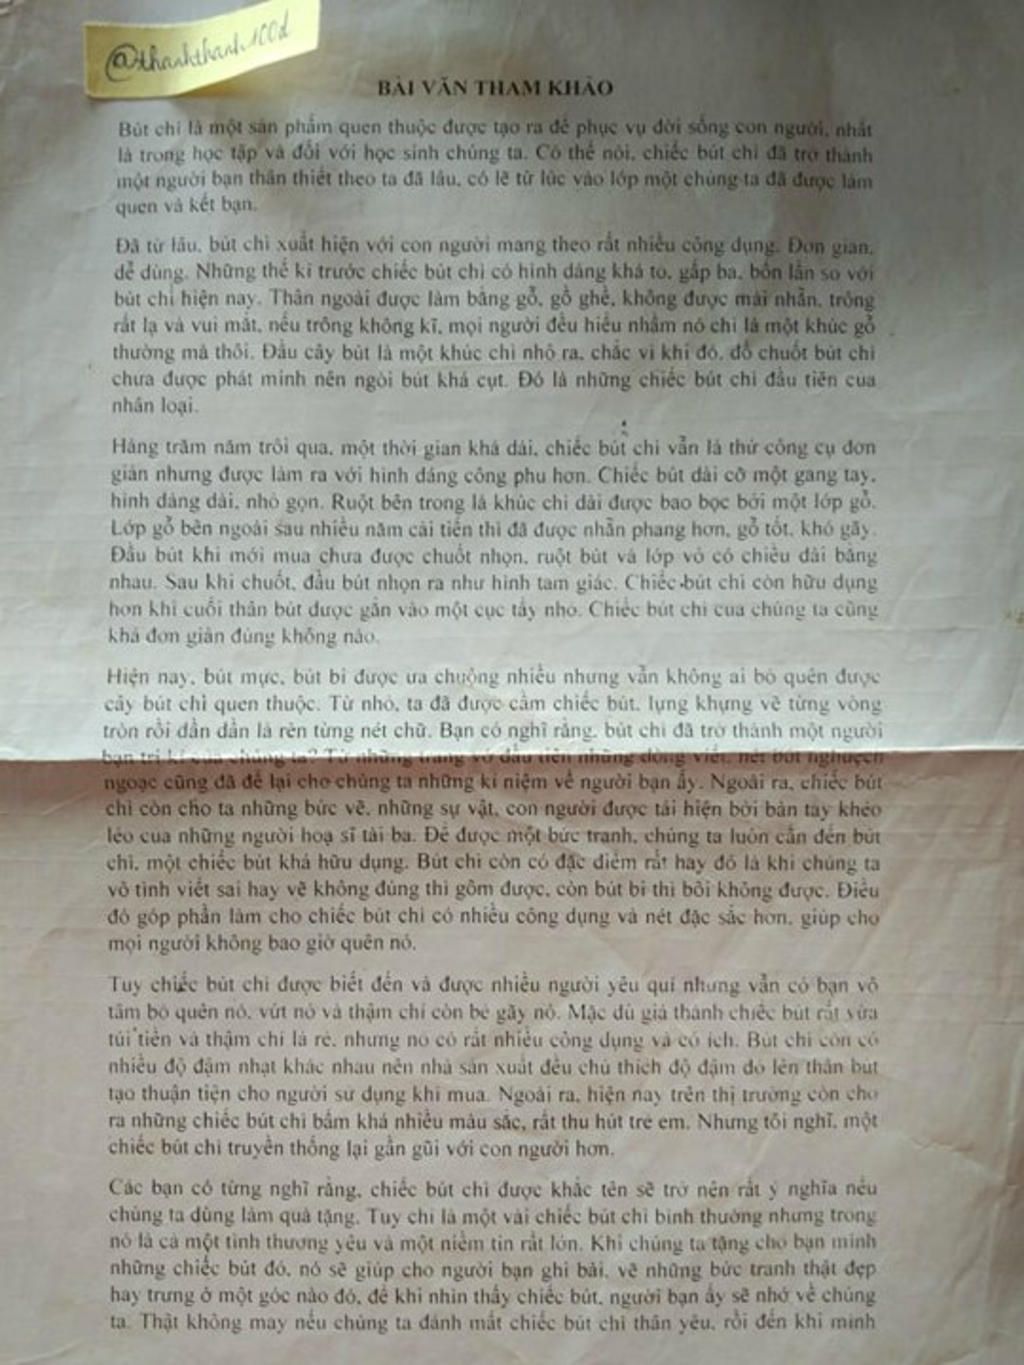 @thanhthanh.100d
BÀI VĂN THAM KHẢO
Bút chì là một sản phẩm quen thuộc được tạo ra để phục vụ đời sống con người, nhất
là trong học tập và đối với học sinh chúng ta. Có thể nói, chiếc bút chì đã trở thành
một người bạn thân thiết theo ta đã lâu, có lẽ từ lúc vào lớp một chúng ta đã được làm
quen và kết bạn.
Đã từ lâu, bút chì xuất hiện với con người mang theo rất nhiều công dụng. Đơn giản,
dễ dùng. Những thế kỉ trước chiếc bút chì có hình dáng khá to, gấp ba, bốn lần so với
bút chì hiện nay. Thân ngoài được làm bằng gỗ, gồ ghề, không được mài nhẵn, trông
rất lạ và vui mắt, nếu trông không kĩ, mọi người đều hiểu nhầm nó chỉ là một khúc gỗ
thường mà thôi. Đầu cây bút là một khúc chì nhô ra, chắc vì khi đó, đồ chuốt bút chì
chưa được phát minh nên ngòi bút khá cụt. Đó là những chiếc bút chì đầu tiên của
nhân loại.
Hàng trăm năm trôi qua, một thời gian khá dài, chiếc bút chì vẫn là thứ công cụ đơn
giản nhưng được làm ra với hình dáng công phu hơn. Chiếc bút dài cỡ một gang tay,
hình dáng dài, nhỏ gọn. Ruột bên trong là khúc chì dài được bao bọc bởi một lớp gỗ.
Lớp gỗ bên ngoài sau nhiều năm cải tiến thì đã được nhẵn phang hơn, gỗ tốt, khó gãy.
Đầu bút khi mới mua chưa được chuốt nhọn, ruột bút và lớp vỏ có chiều dài bằng
nhau. Sau khi chuốt, đầu bút nhọn ra như hình tam giác. Chiếc bút chì còn hữu dụng
hơn khi cuối thân bút được gắn vào một cục tẩy nhỏ. Chiếc bút chì của chúng ta cũng
khá đơn giản đúng không nào.
Hiện nay, bút mực, bút bi được ưa chuộng nhiều nhưng vẫn không ai bỏ quên được
cây bút chì quen thuộc. Từ nhỏ, ta đã được cầm chiếc bút, lựng khựng vẽ từng vòng
tròn rồi dần dần là rèn từng nét chữ. Bạn có nghĩ rằng, bút chì đã trở thành một người
bạn tri kỉ của chúng ta? Từ những trang vở đầu tiên những dòng viết, nét bút nghuệch
ngoạc cũng đã để lại cho chúng ta những kỉ niệm về người bạn ấy. Ngoài ra, chiếc bút
chì còn cho ta những bức vẽ, những sự vật, con người được tái hiện bởi bàn tay khéo
léo của những người hoạ sĩ tài ba. Để được một bức tranh, chúng ta luôn cần đến bút
chì, một chiếc bút khá hữu dụng. Bút chì còn có đặc điểm rất hay đó là khi chúng ta
vô tình viết sai hay vẽ không đúng thì gôm được, còn bút bi thì bôi không được. Điều
đó góp phần làm cho chiếc bút chì có nhiều công dụng và nét đặc sắc hơn, giúp cho
mọi người không bao giờ quên nó.
Tuy chiếc bút chì được biết đến và được nhiều người yêu quí nhưng vẫn có bạn vô
tâm bỏ quên nó, vứt nó và thậm chí còn bẻ gãy nó. Mặc dù giá thành chiếc bút rất vừa
túi tiền và thậm chí là rẻ, nhưng nó có rất nhiều công dụng và có ích. Bút chì còn có
nhiều độ đậm nhạt khác nhau nên nhà sản xuất đều chú thích độ đậm đó lên thân bút
tạo thuận tiện cho người sử dụng khi mua. Ngoài ra, hiện nay trên thị trường còn cho
ra những chiếc bút chì bấm khá nhiều màu sắc, rất thu hút trẻ em. Nhưng tôi nghĩ, một
chiếc bút chì truyền thống lại gần gũi với con người hơn.
Các bạn có từng nghĩ rằng, chiếc bút chì được khắc tên sẽ trở nên rất ý nghĩa nếu
chúng ta dùng làm quà tặng. Tuy chỉ là một vài chiếc bút chì bình thường nhưng trong
nó là cả một tình thương yêu và một niềm tin rất lớn. Khi chúng ta tặng cho bạn mình
những chiếc bút đó, nó sẽ giúp cho người bạn ghi bài, vẽ những bức tranh thật đẹp
hay trưng ở một góc nào đó, để khi nhìn thấy chiếc bút, người bạn ấy sẽ nhớ về chúng
ta. Thật không may nếu chúng ta đánh mất chiếc bút chì thân yêu, rồi đến khi mình